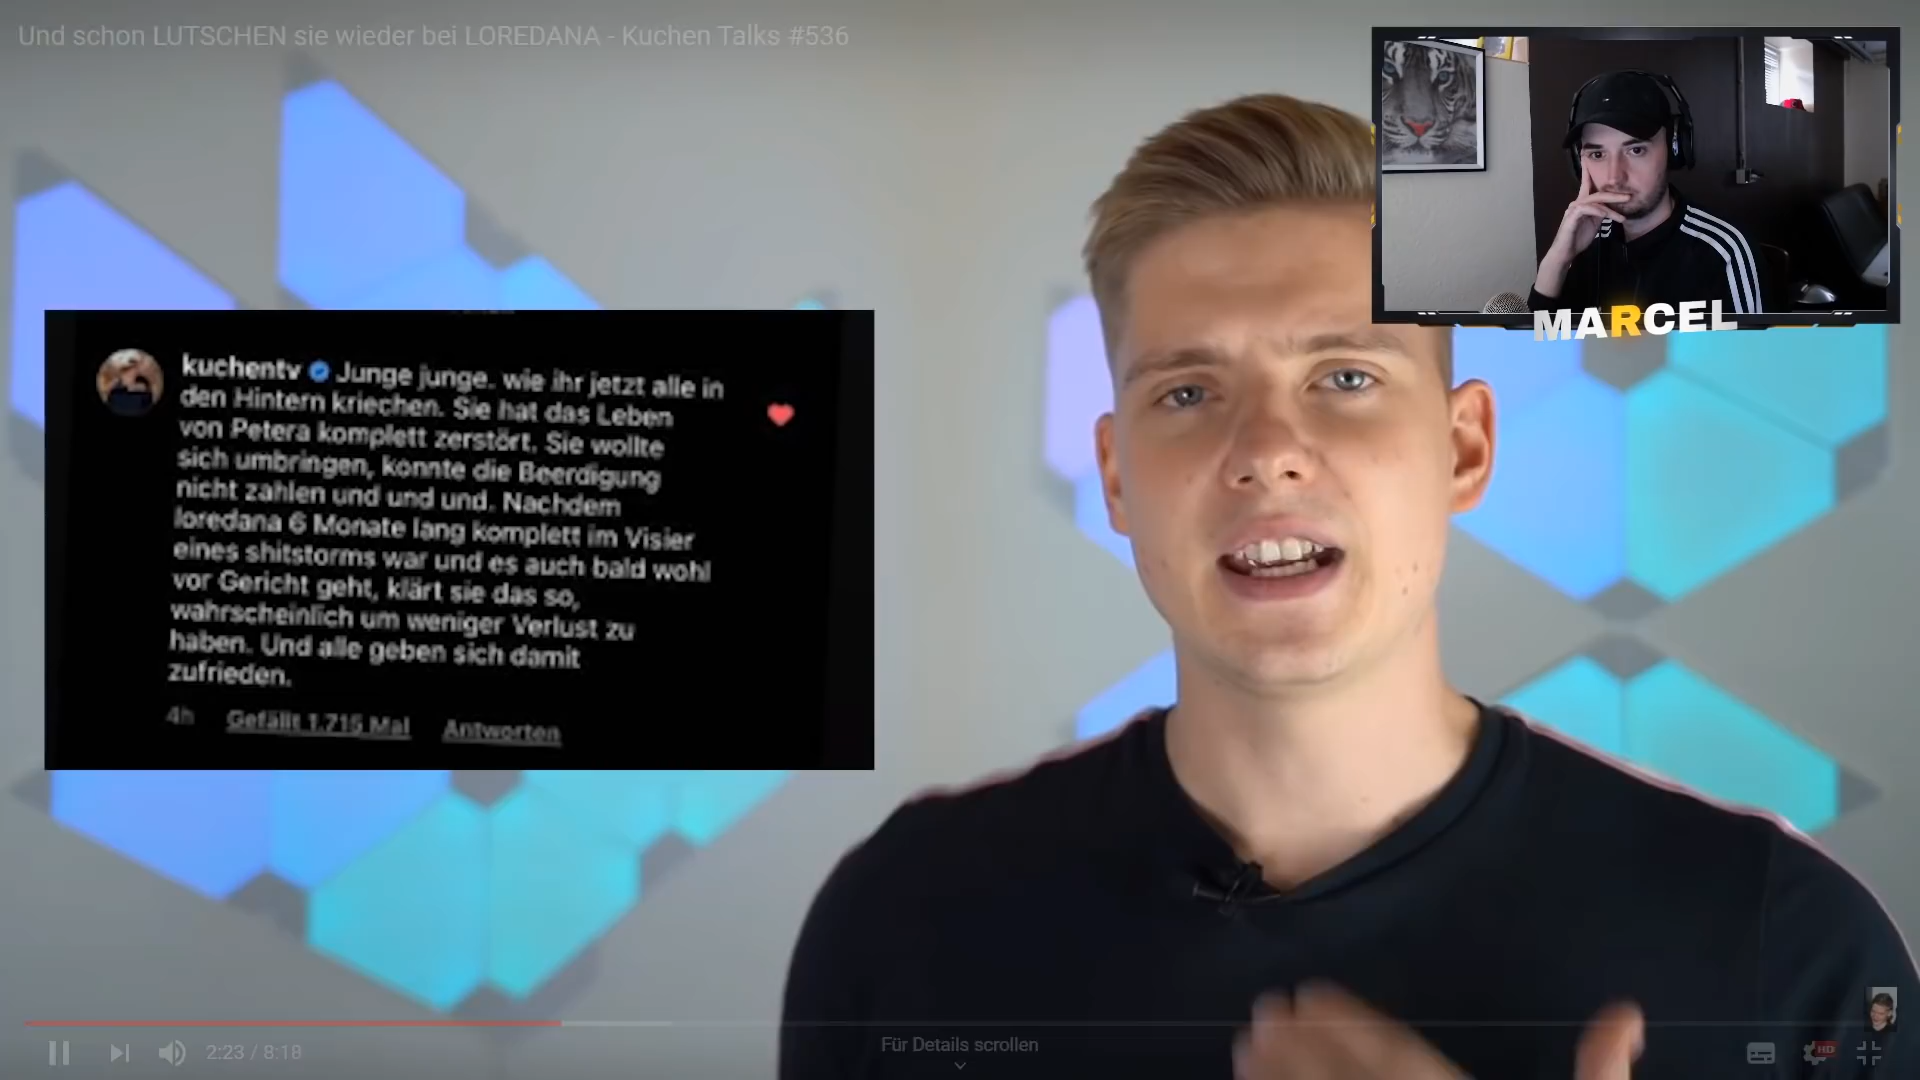 Und schon LUTSCHEN sie wieder bei LOREDANA - Kuchen Talks #536
MARCEL
kuchentv Junge junge. wie ihr jetzt alle in
den Hintern kriechen. Sie hat das Leben
von Petera komplett zerstört. Sie wollte
sich umbringen, konnte die Beerdigung
nicht zahlen und und und. Nachdem
loredana 6 Monate lang komplett im Visier
eines shitstorms war und es auch bald wohl
vor Gericht geht, klärt sie das so,
wahrscheinlich um weniger Verlust zu
haben. Und alle geben sich damit
zufrieden.
4h Gefällt 1.715 Mal Antworten
2:23 / 8:18
Für Details scrollen
HD